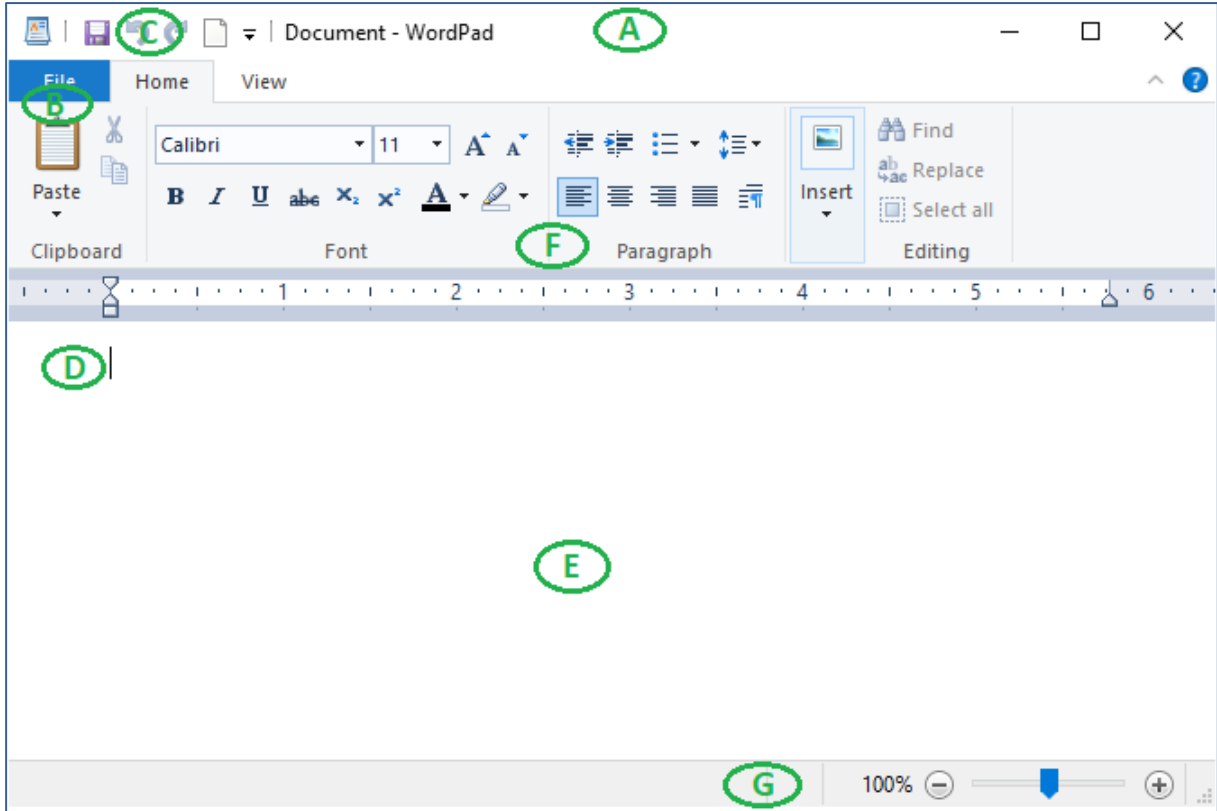 C Document - WordPad A
File Home View
B
Calibri 11 Find
Paste Replace
Insert Select all
Clipboard Font F Paragraph Editing
1 2 3 4 5 6
D
E
G 100%